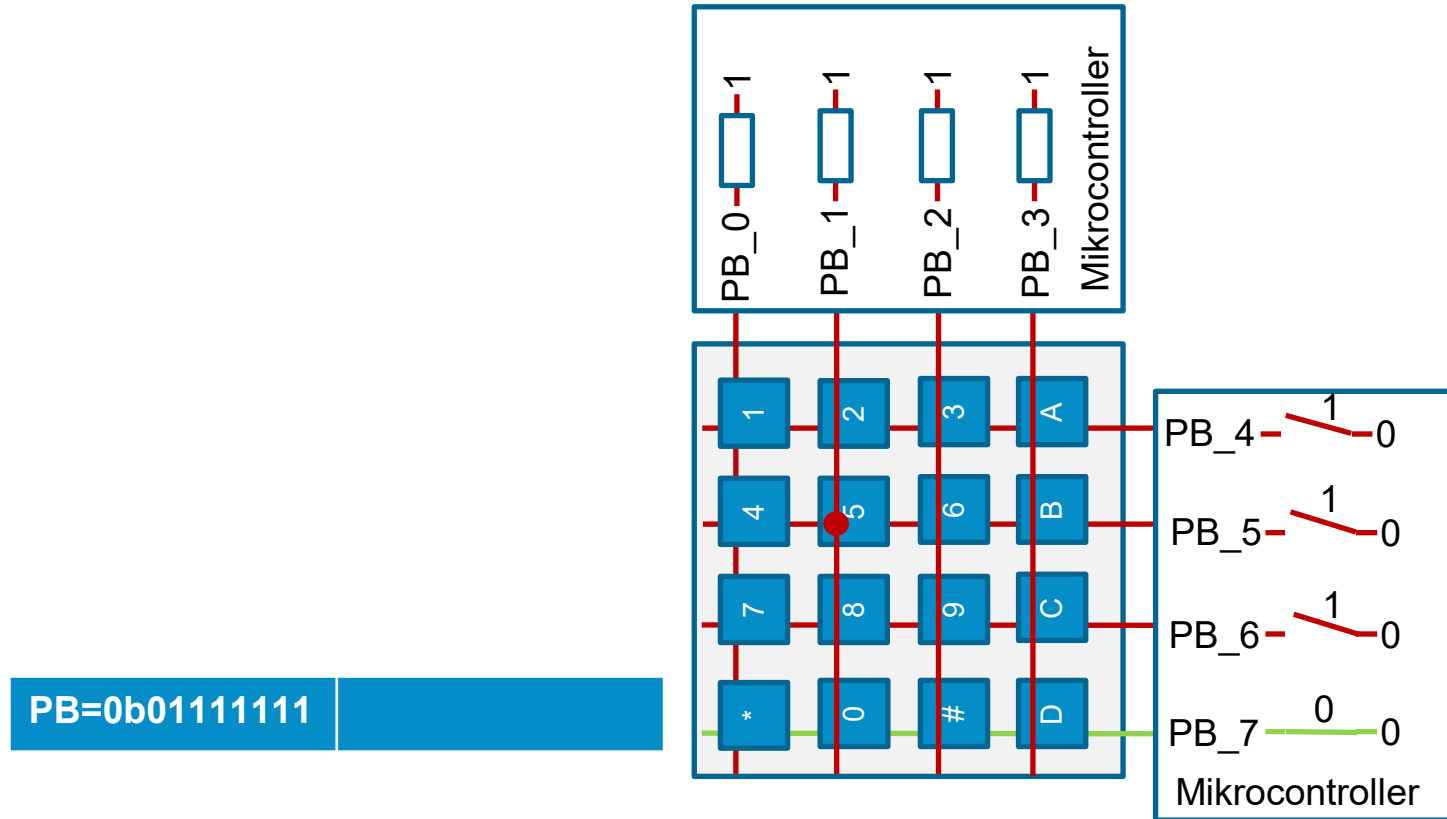 1 1 1 1
PB_0 PB_1 PB_2 PB_3
Mikrocontroller
1 2 3 A
4 5 6 B
7 8 9 C
* 0 # D
PB_4 1 0
PB_5 1 0
PB_6 1 0
PB_7 0 0
Mikrocontroller
PB=0b01111111